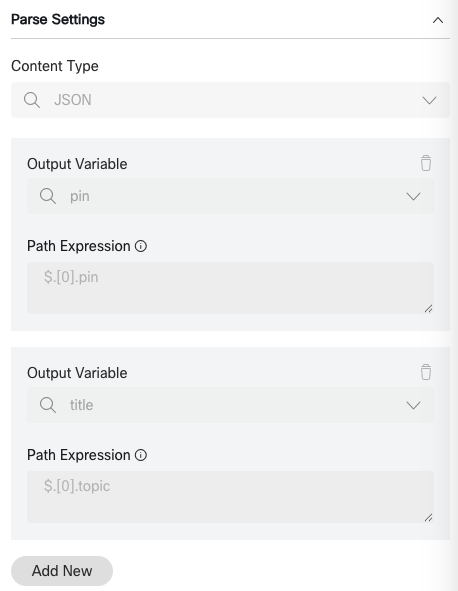 Parse Settings
Content Type
JSON
Output Variable
pin
Path Expression
$.[0].pin
Output Variable
title
Path Expression
$.[0].topic
Add New